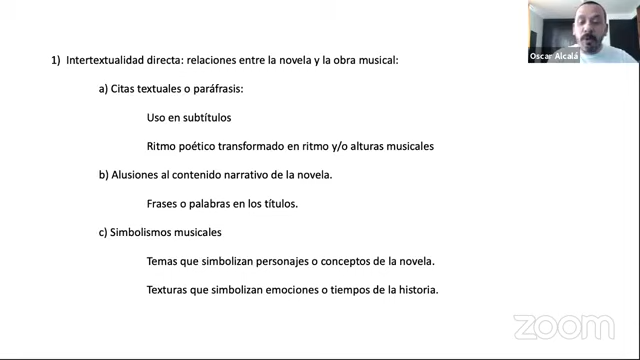 Oscar Alcalá
1) Intertextualidad directa: relaciones entre la novela y la obra musical:
a) Citas textuales o paráfrasis:
Uso en subtítulos
Ritmo poético transformado en ritmo y/o alturas musicales
b) Alusiones al contenido narrativo de la novela.
Frases o palabras en los títulos.
c) Simbolismos musicales
Temas que simbolizan personajes o conceptos de la novela.
Texturas que simbolizan emociones o tiempos de la historia.
zoom